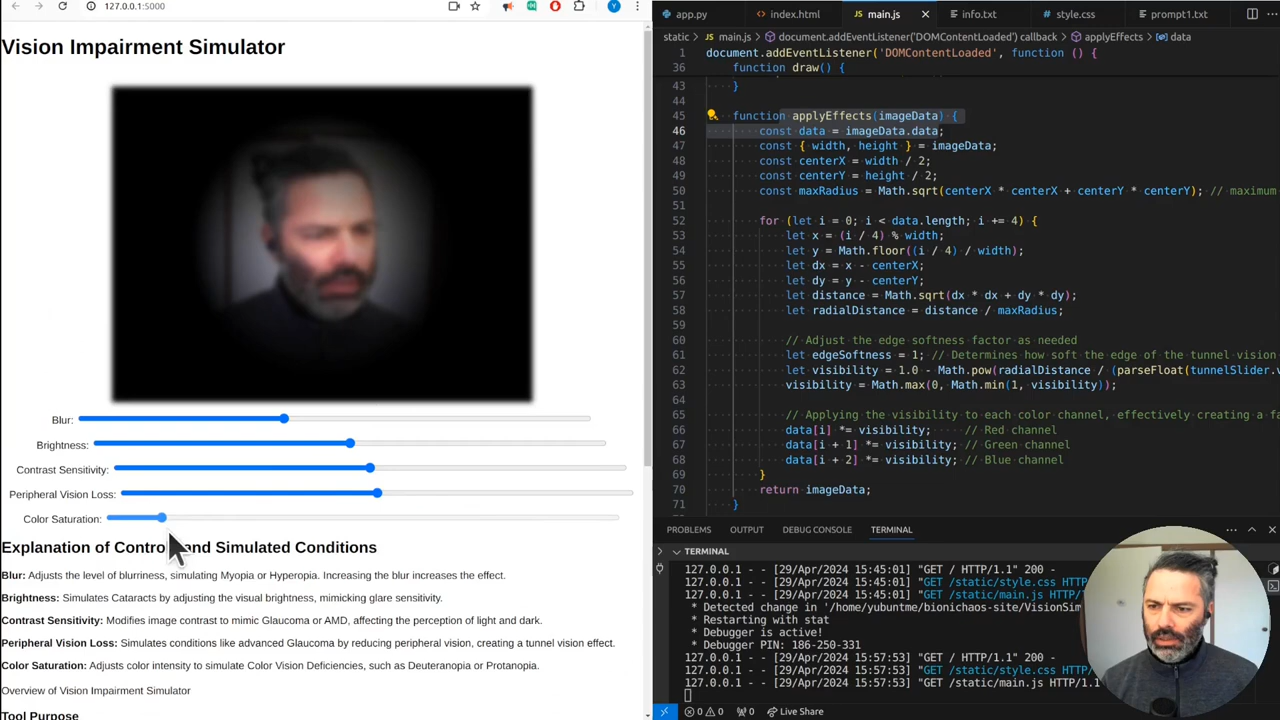 127.0.0.1:5000
Vision Impairment Simulator
Blur:
Brightness:
Contrast Sensitivity:
Peripheral Vision Loss:
Color Saturation:
Explanation of Contro and Simulated Conditions
Blur: Adjusts the level of blurriness, simulating Myopia or Hyperopia. Increasing the blur increases the effect.
Brightness: Simulates Cataracts by adjusting the visual brightness, mimicking glare sensitivity.
Contrast Sensitivity: Modifies image contrast to mimic Glaucoma or AMD, affecting the perception of light and dark.
Peripheral Vision Loss: Simulates conditions like advanced Glaucoma by reducing peripheral vision, creating a tunnel vision effect.
Color Saturation: Adjusts color intensity to simulate Color Vision Deficiencies, such as Deuteranopia or Protanopia.
Overview of Vision Impairment Simulator
Tool Purpose
app.py index.html main.js info.txt style.css prompt1.txt
static > main.js > document.addEventListener('DOMContentLoaded') callback > applyEffects > data
1 document.addEventListener('DOMContentLoaded', function () {
36 function draw() {
43 }
44
45 function applyEffects(imageData) {
46 const data = imageData.data;
47 const { width, height } = imageData;
48 const centerX = width / 2;
49 const centerY = height / 2;
50 const maxRadius = Math.sqrt(centerX * centerX + centerY * centerY); // maximum
51
52 for (let i = 0; i < data.length; i += 4) {
53 let x = (i / 4) % width;
54 let y = Math.floor((i / 4) / width);
55 let dx = x - centerX;
56 let dy = y - centerY;
57 let distance = Math.sqrt(dx * dx + dy * dy);
58 let radialDistance = distance / maxRadius;
59
60 // Adjust the edge softness factor as needed
61 let edgeSoftness = 1; // Determines how soft the edge of the tunnel vision
62 let visibility = 1.0 - Math.pow(radialDistance / (parseFloat(tunnelSlider.v
63 visibility = Math.max(0, Math.min(1, visibility));
64
65 // Applying the visibility to each color channel, effectively creating a fa
66 data[i] *= visibility; // Red channel
67 data[i + 1] *= visibility; // Green channel
68 data[i + 2] *= visibility; // Blue channel
69 }
70 return imageData;
71 }
PROBLEMS OUTPUT DEBUG CONSOLE TERMINAL
TERMINAL
127.0.0.1 - - [29/Apr/2024 15:45:01] "GET / HTTP/1.1" 200 -
127.0.0.1 - - [29/Apr/2024 15:45:01] "GET /static/style.css HTTP
127.0.0.1 - - [29/Apr/2024 15:45:01] "GET /static/main.js HTTP/1
* Detected change in '/home/yubuntme/bionichaos-site/VisionSim
* Restarting with stat
* Debugger is active!
* Debugger PIN: 186-250-331
127.0.0.1 - - [29/Apr/2024 15:57:53] "GET / HTTP/1.1" 200 -
127.0.0.1 - - [29/Apr/2024 15:57:53] "GET /static/style.css HTTP
127.0.0.1 - - [29/Apr/2024 15:57:53] "GET /static/main.js HTTP/1.1
0 0 0 Live Share